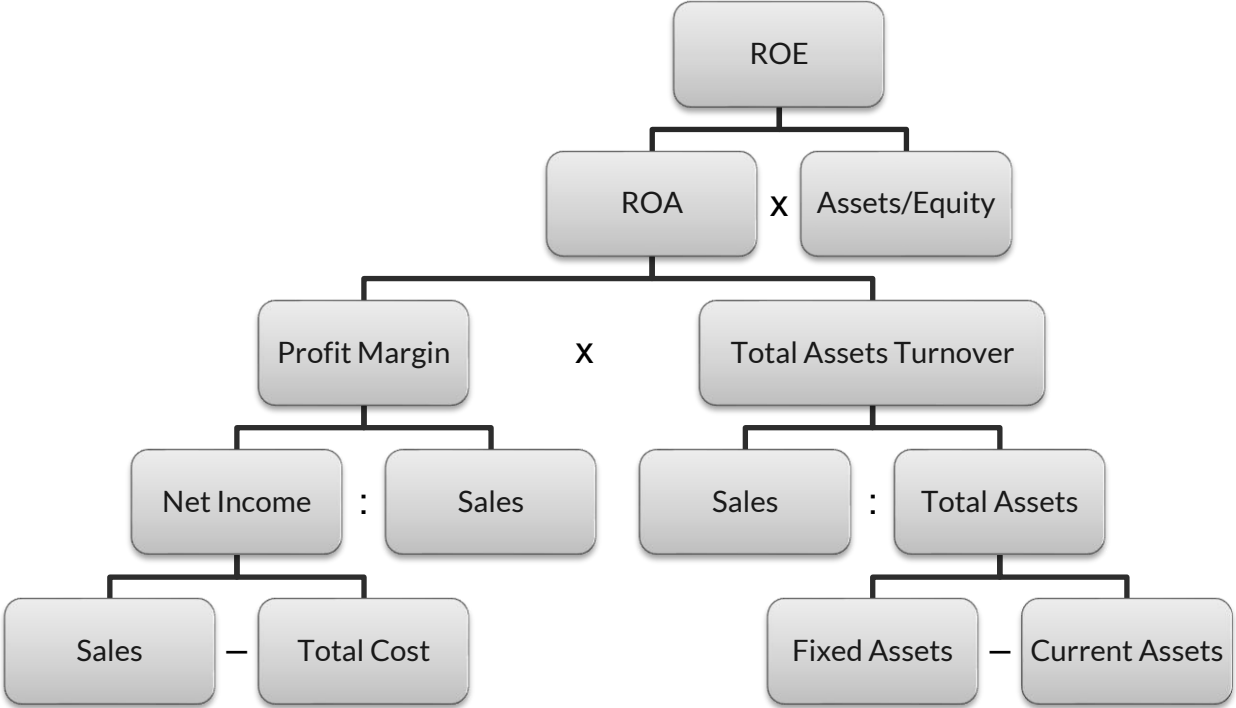 ROE
ROA x Assets/Equity
Profit Margin x Total Assets Turnover
Net Income : Sales Sales : Total Assets
Sales – Total Cost Fixed Assets – Current Assets